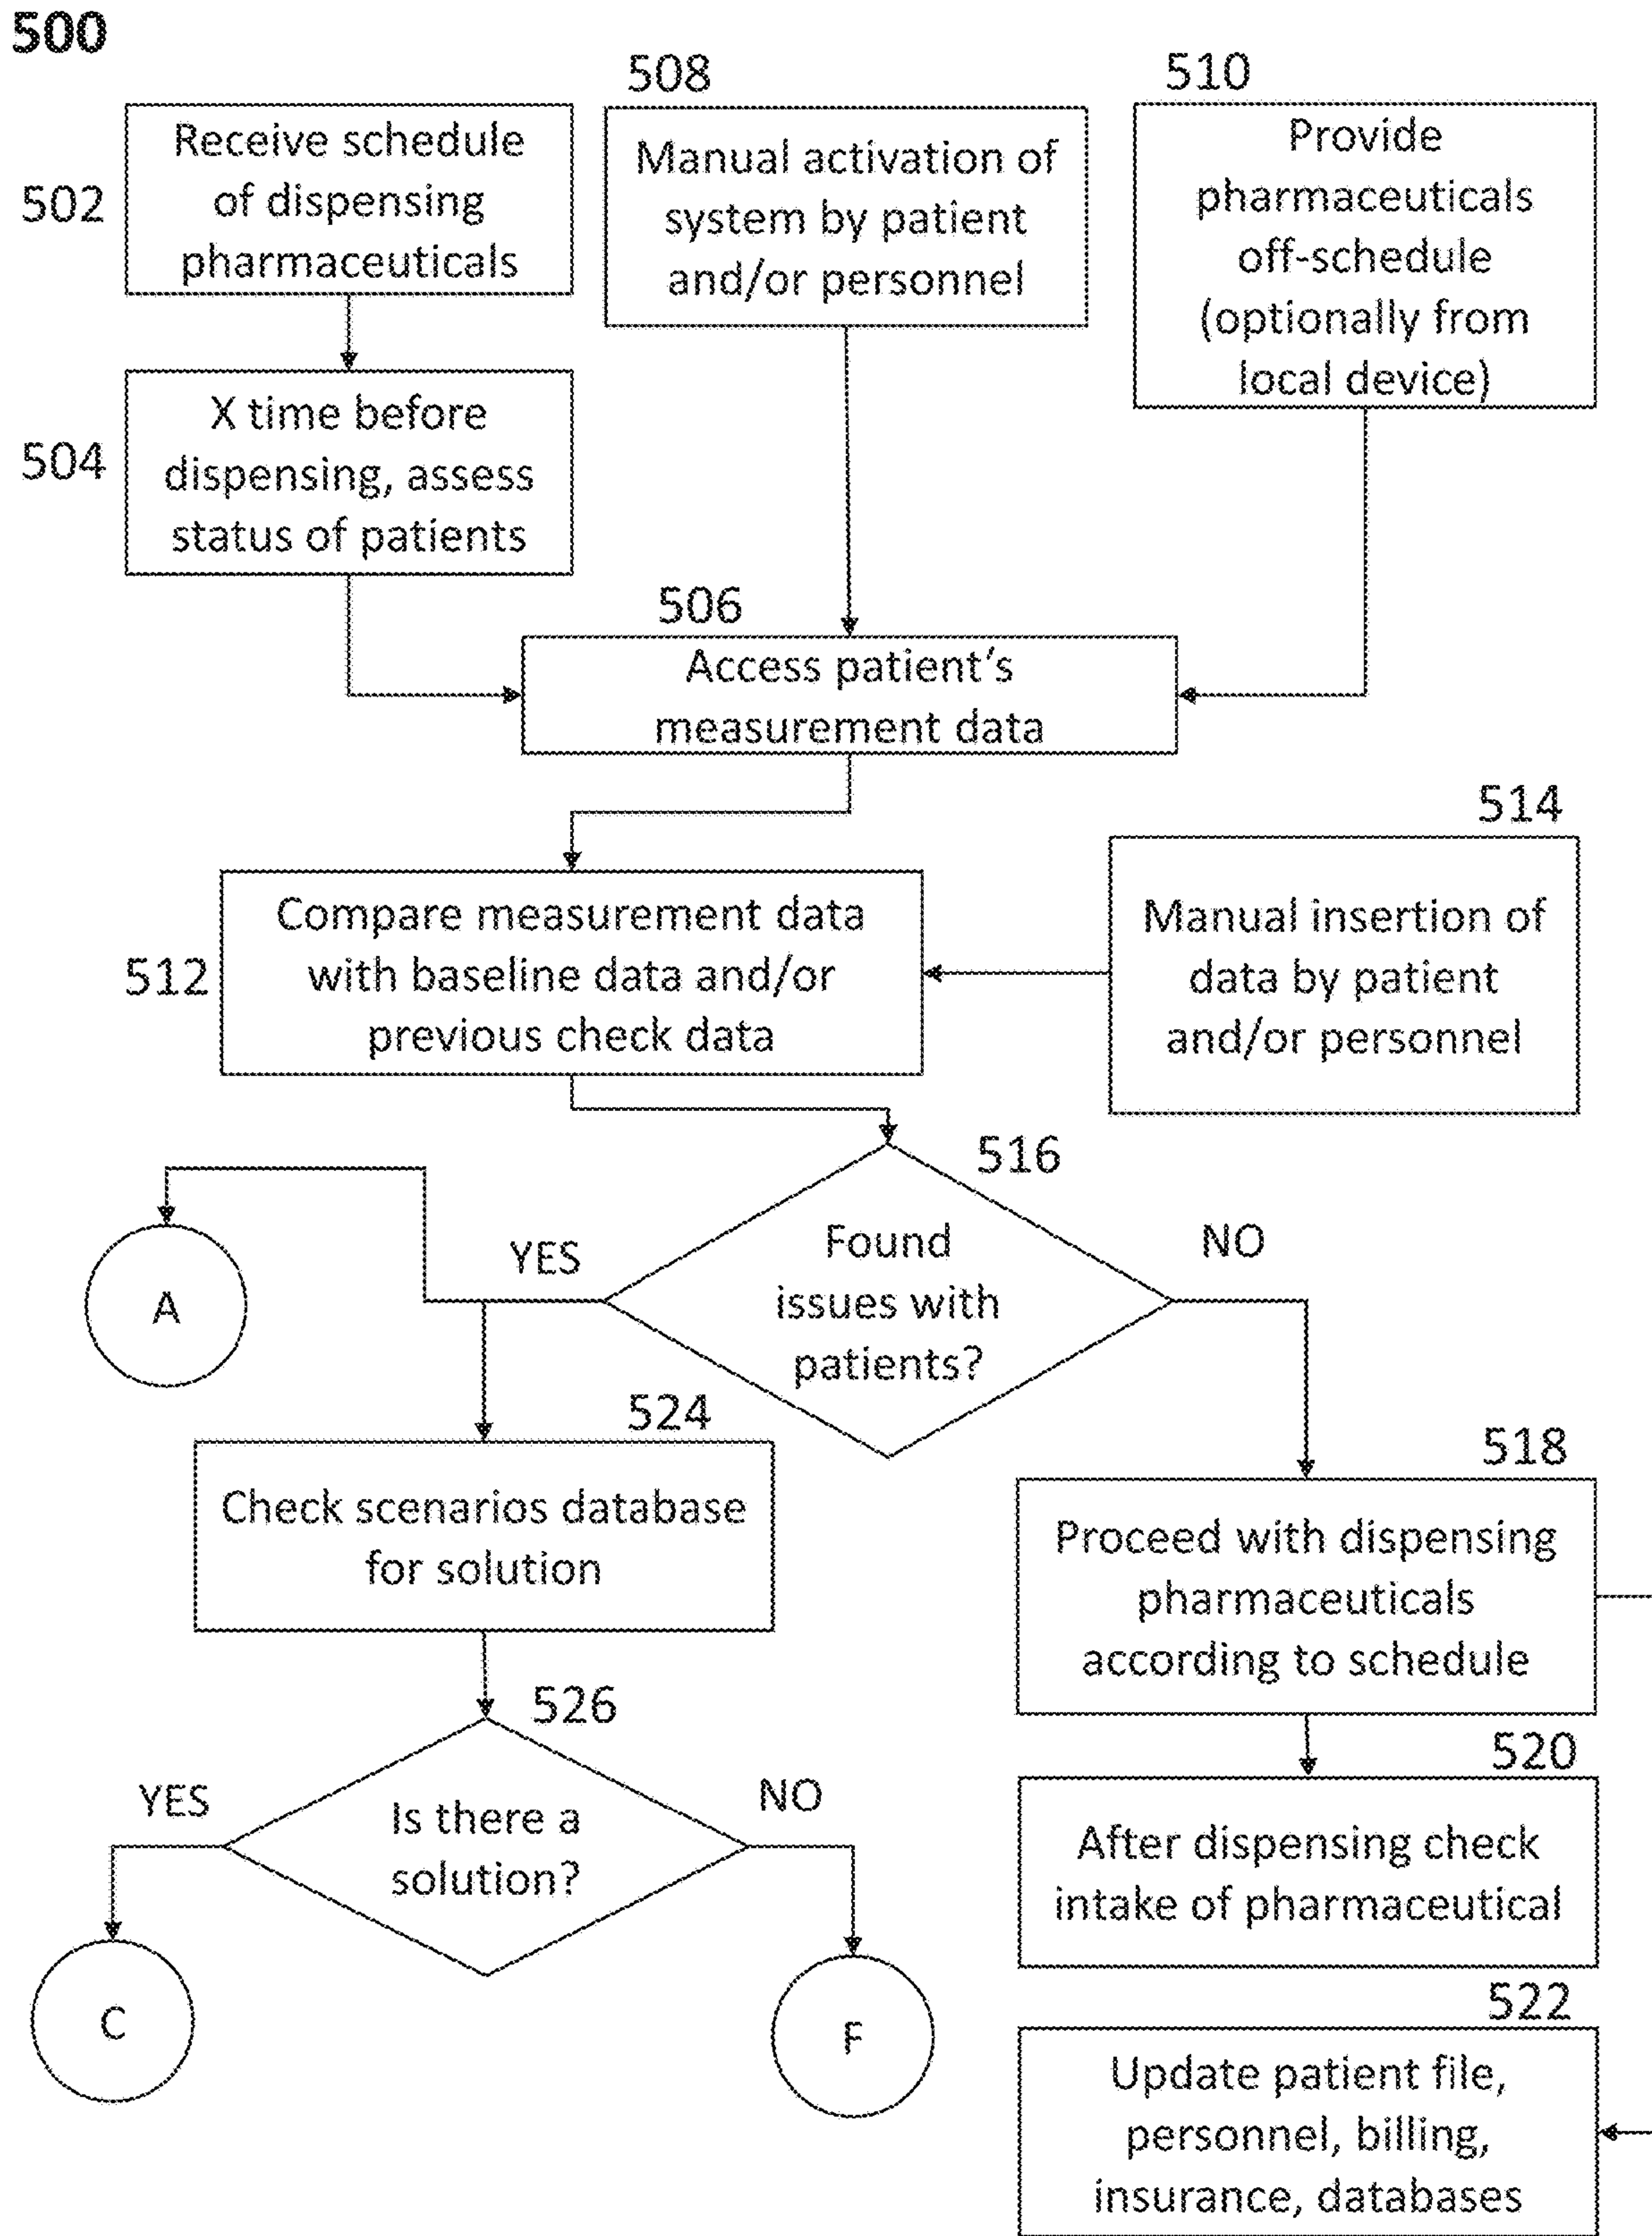 500
502
Receive schedule
of dispensing
pharmaceuticals
508
Manual activation of
system by patient
and/or personnel
510
Provide
pharmaceuticals
off-schedule
(optionally from
local device)
504
X time before
dispensing, assess
status of patients
506
Access patient's
measurement data
512
Compare measurement data
with baseline data and/or
previous check data
514
Manual insertion of
data by patient
and/or personnel
516
Found
issues with
patients?
YES
NO
A
524
Check scenarios database
for solution
518
Proceed with dispensing
pharmaceuticals
according to schedule
526
Is there a
solution?
YES
NO
520
After dispensing check
intake of pharmaceutical
C
F
522
Update patient file,
personnel, billing,
insurance, databases